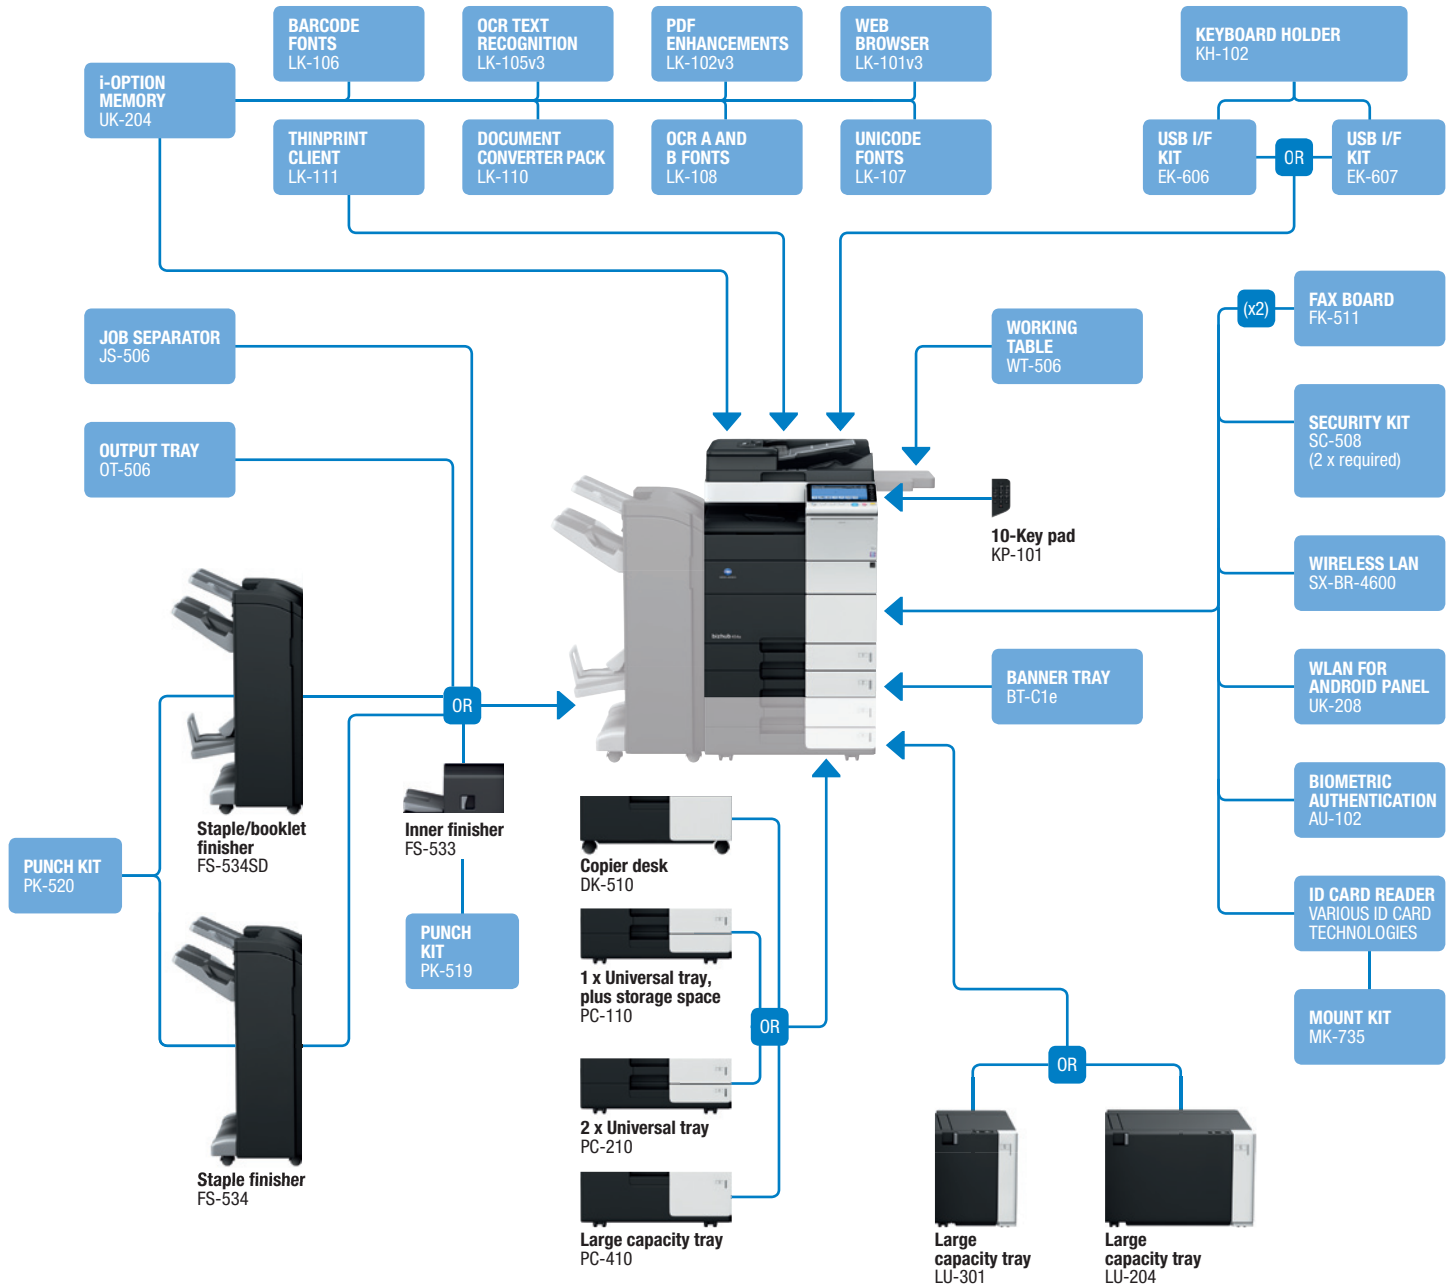 BARCODE
FONTS
LK-106
OCR TEXT
RECOGNITION
LK-105v3
PDF
ENHANCEMENTS
LK-102v3
WEB
BROWSER
LK-101v3
KEYBOARD HOLDER
KH-102
i-OPTION
MEMORY
UK-204
THINPRINT
CLIENT
LK-111
DOCUMENT
CONVERTER PACK
LK-110
OCR A AND
B FONTS
LK-108
UNICODE
FONTS
LK-107
USB I/F
KIT
EK-606
OR
USB I/F
KIT
EK-607
JOB SEPARATOR
JS-506
WORKING
TABLE
WT-506
(x2)
FAX BOARD
FK-511
OUTPUT TRAY
OT-506
SECURITY KIT
SC-508
(2 x required)
10-Key pad
KP-101
WIRELESS LAN
SX-BR-4600
bizhub
BANNER TRAY
BT-C1e
WLAN FOR
ANDROID PANEL
UK-208
OR
BIOMETRIC
AUTHENTICATION
AU-102
Staple/booklet
finisher
FS-534SD
Inner finisher
FS-533
Copier desk
DK-510
PUNCH KIT
PK-520
ID CARD READER
VARIOUS ID CARD
TECHNOLOGIES
PUNCH
KIT
PK-519
1 x Universal tray,
plus storage space
PC-110
OR
MOUNT KIT
MK-735
OR
2 x Universal tray
PC-210
Staple finisher
FS-534
Large capacity tray
PC-410
Large
capacity tray
LU-301
Large
capacity tray
LU-204